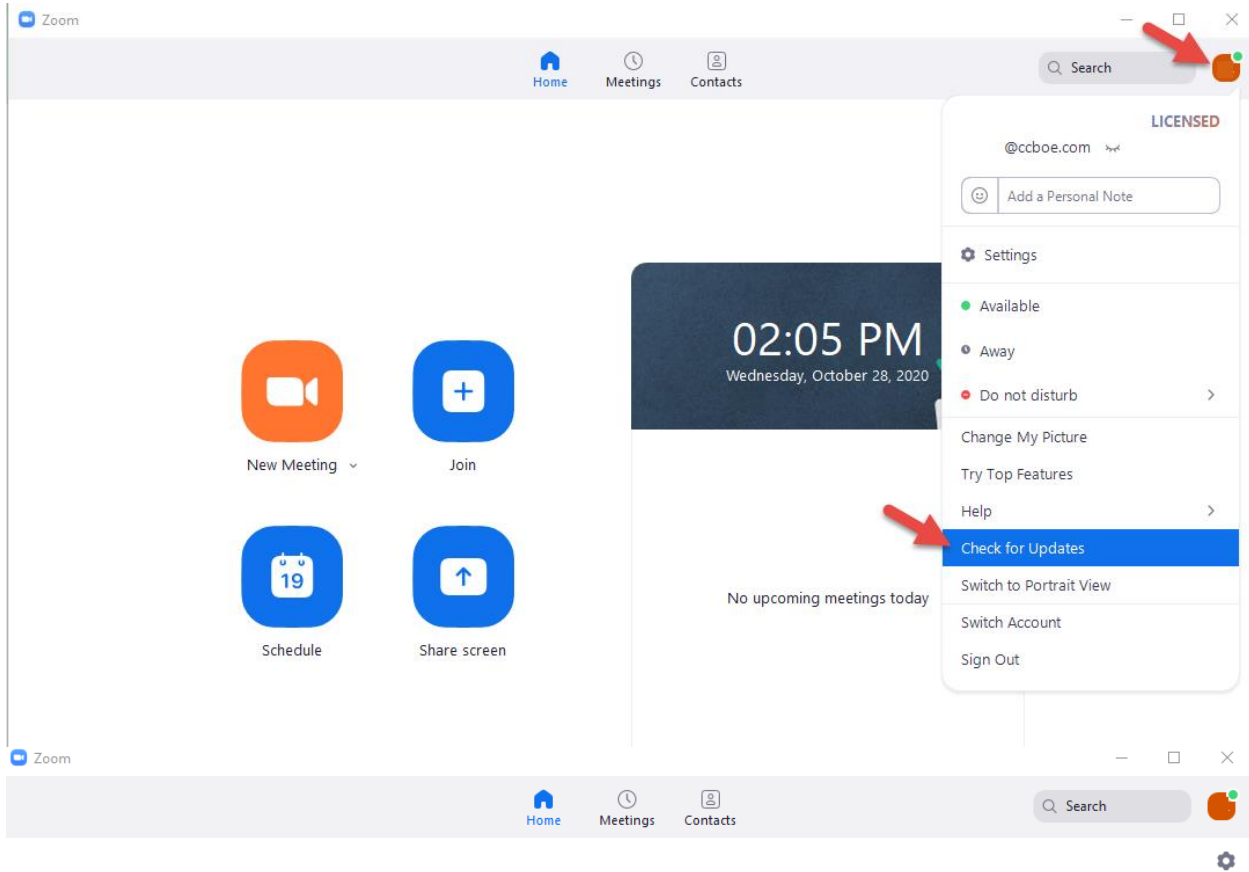 Zoom
Home
Meetings
Contacts
Search
LICENSED
@ccboe.com
Add a Personal Note
Settings
Available
Away
Do not disturb
Change My Picture
Try Top Features
Help
Check for Updates
Switch to Portrait View
Switch Account
Sign Out
02:05 PM
Wednesday, October 28, 2020
New Meeting
Join
19
Schedule
Share screen
No upcoming meetings today
Zoom
Home
Meetings
Contacts
Search